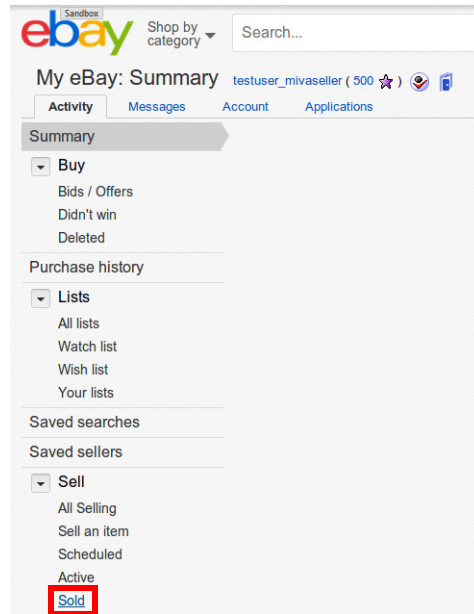 Sandbox
ebay
Shop by
category
Search...
My eBay: Summary testuser_mivaseller ( 500 )
Activity Messages Account Applications
Summary
Buy
Bids / Offers
Didn't win
Deleted
Purchase history
Lists
All lists
Watch list
Wish list
Your lists
Saved searches
Saved sellers
Sell
All Selling
Sell an item
Scheduled
Active
Sold